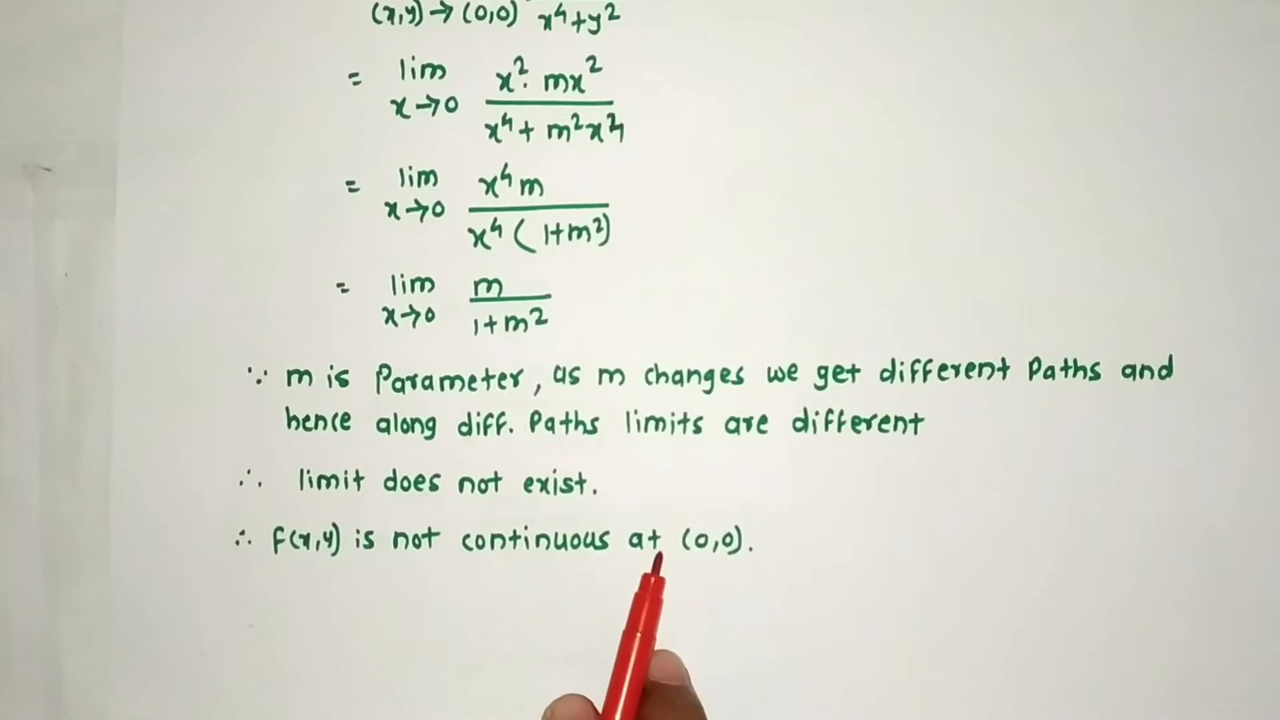 (x,y) → (0,0) x⁴+y²
= lim x→0 x². mx² / x⁴ + m²x⁴
= lim x→0 x⁴m / x⁴ (1+m²)
= lim x→0 m / 1+m²
∵ m is Parameter, as m changes we get different Paths and
hence along diff. Paths limits are different
∴ limit does not exist.
∴ f(x,y) is not continuous at (0,0).